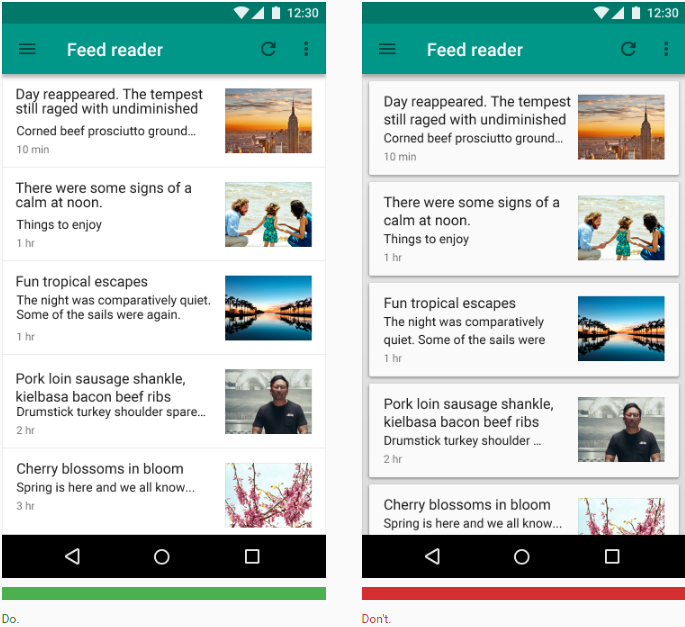 12:30
Feed reader
Day reappeared. The tempest
still raged with undiminished
Corned beef prosciutto ground...
10 min
There were some signs of a
calm at noon.
Things to enjoy
1 hr
Fun tropical escapes
The night was comparatively quiet.
Some of the sails were again.
1 hr
Pork loin sausage shankle,
kielbasa bacon beef ribs
Drumstick turkey shoulder spare...
2 hr
Cherry blossoms in bloom
Spring is here and we all know...
3 hr
Do.
12:30
Feed reader
Day reappeared. The tempest
still raged with undiminished
Corned beef prosciutto ground...
10 min
There were some signs of a
calm at noon.
Things to enjoy
1 hr
Fun tropical escapes
The night was comparatively
quiet. Some of the sails were
1 hr
Pork loin sausage shankle,
kielbasa bacon beef ribs
Drumstick turkey shoulder ...
2 hr
Cherry blossoms in bloom
Spring is here and we all know...
Don't.